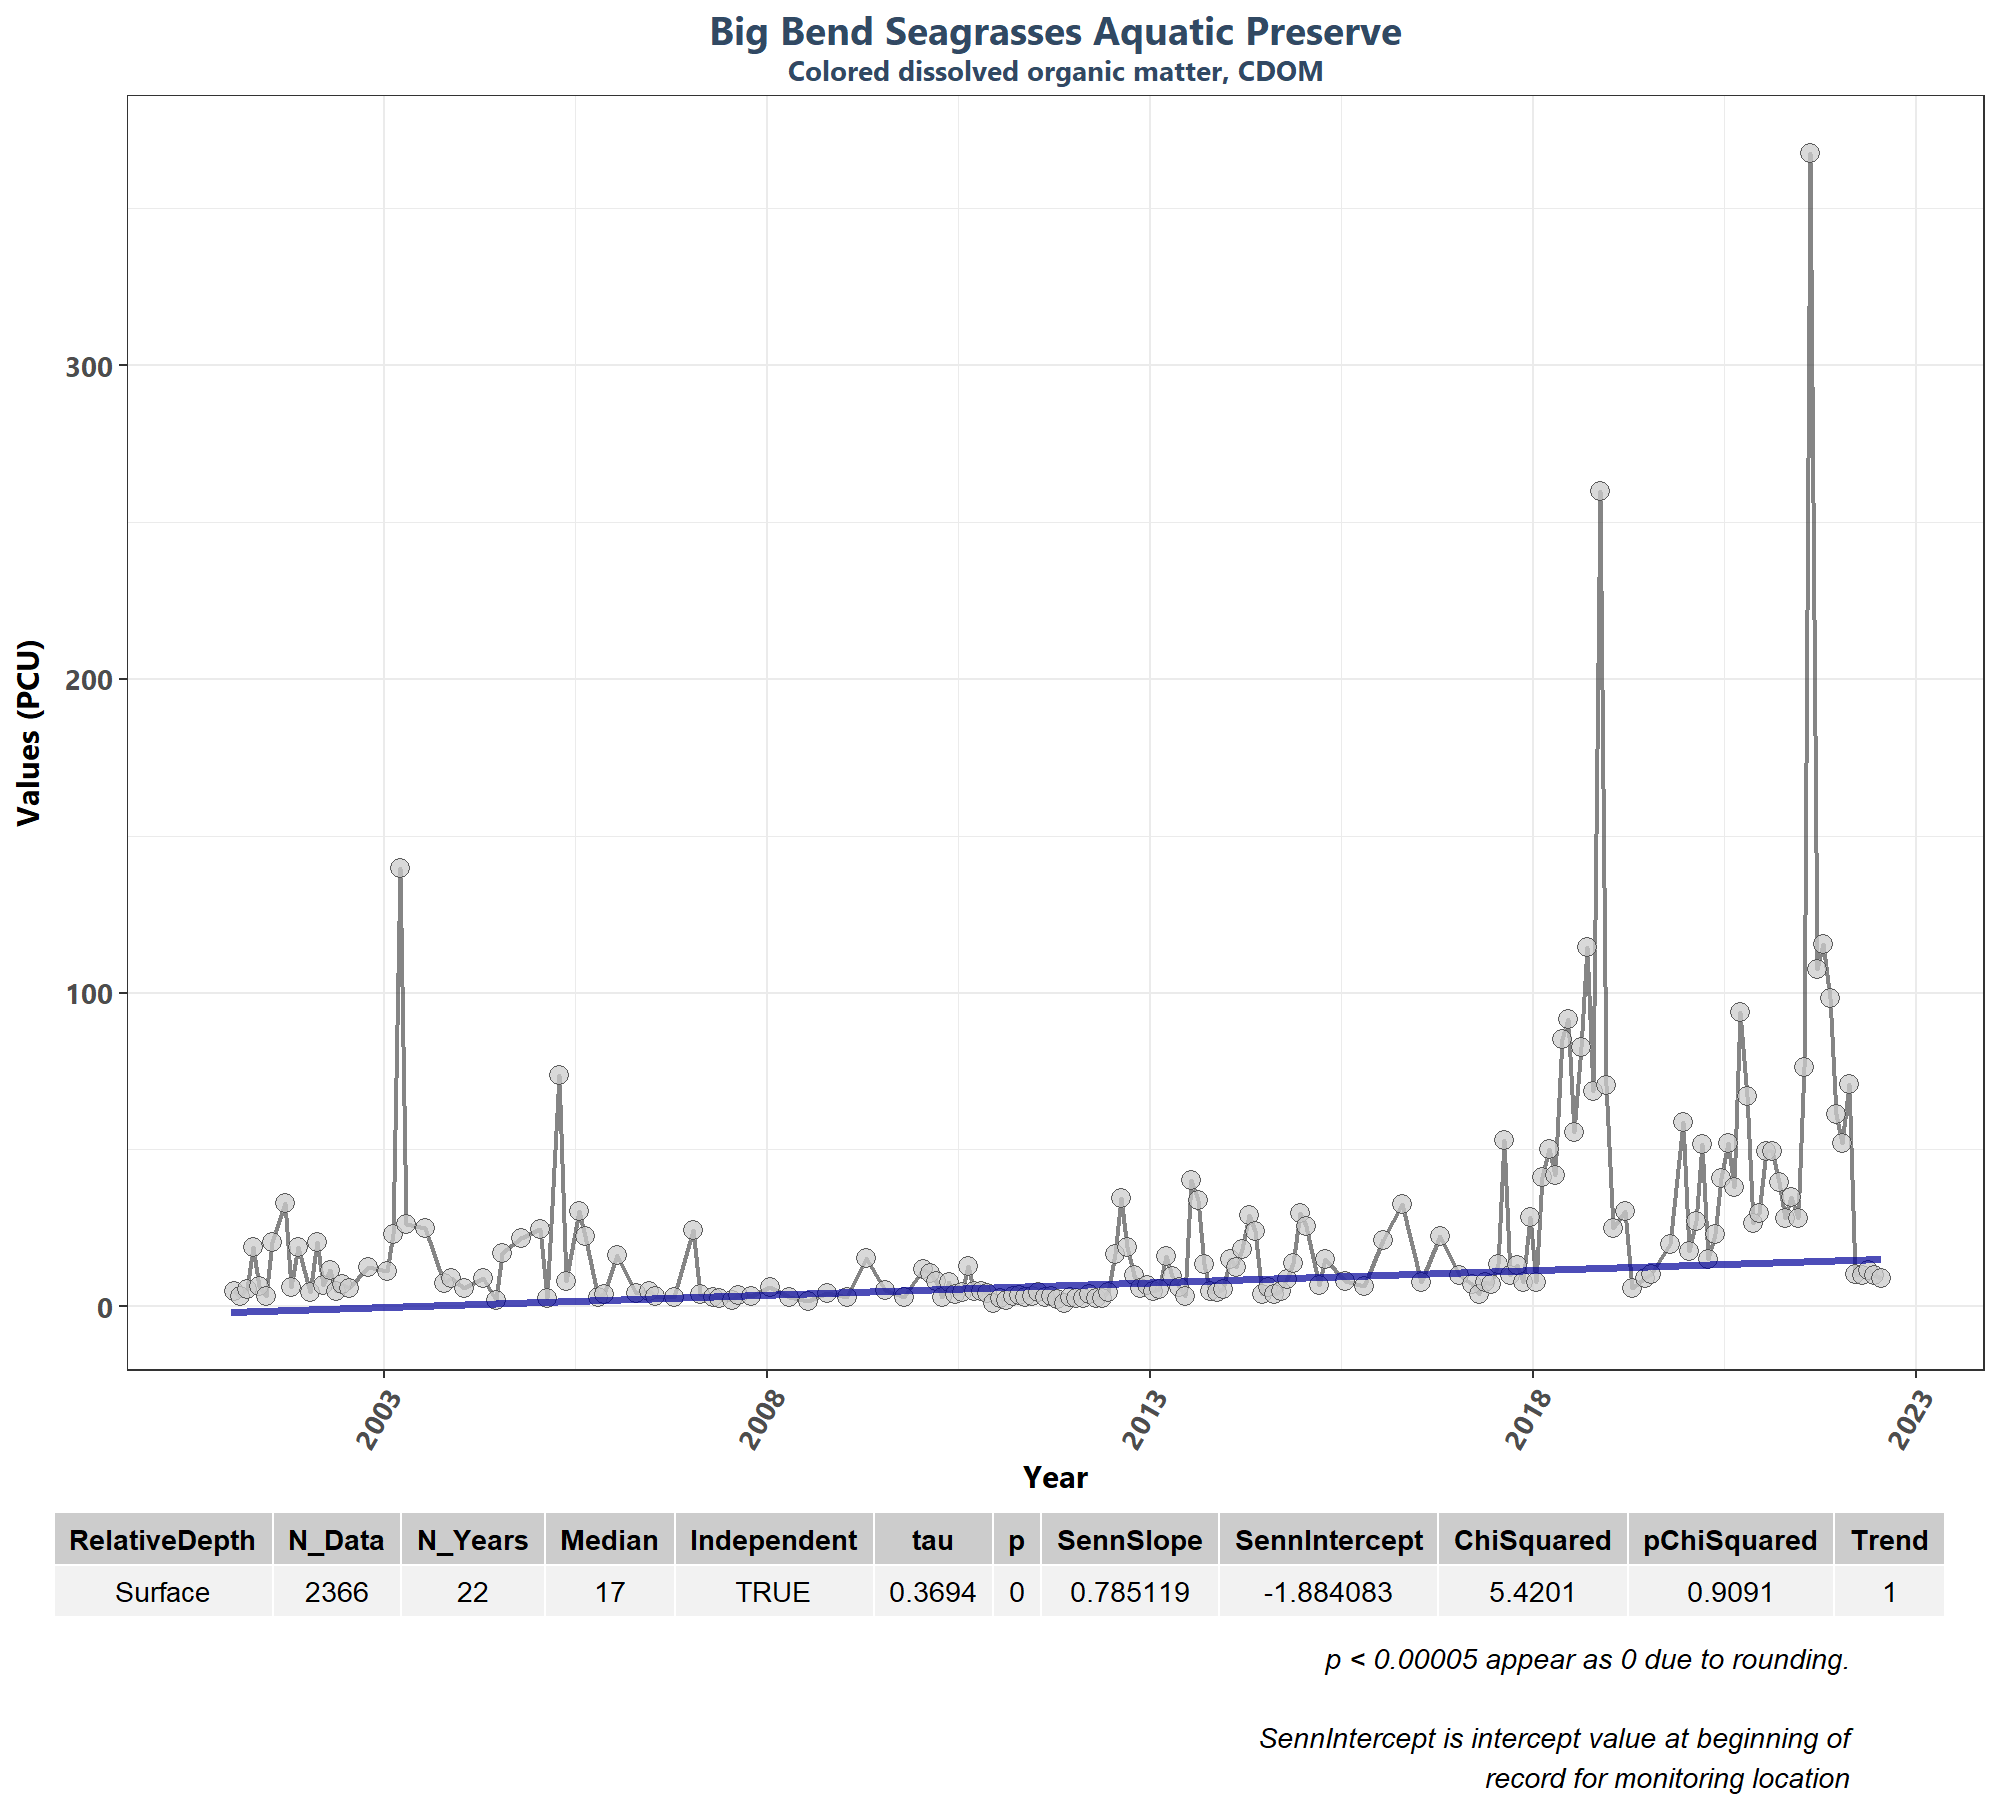 Big Bend Seagrasses Aquatic Preserve
Colored dissolved organic matter, CDOM
Values (PCU)
300
200
100
0
2003 2008 2013 2018 2023
Year
RelativeDepth N_Data N_Years Median Independent tau p SennSlope SennIntercept ChiSquared pChiSquared Trend
Surface 2366 22 17 TRUE 0.3694 0 0.785119 -1.884083 5.4201 0.9091 1
p < 0.00005 appear as 0 due to rounding.
SennIntercept is intercept value at beginning of
record for monitoring location